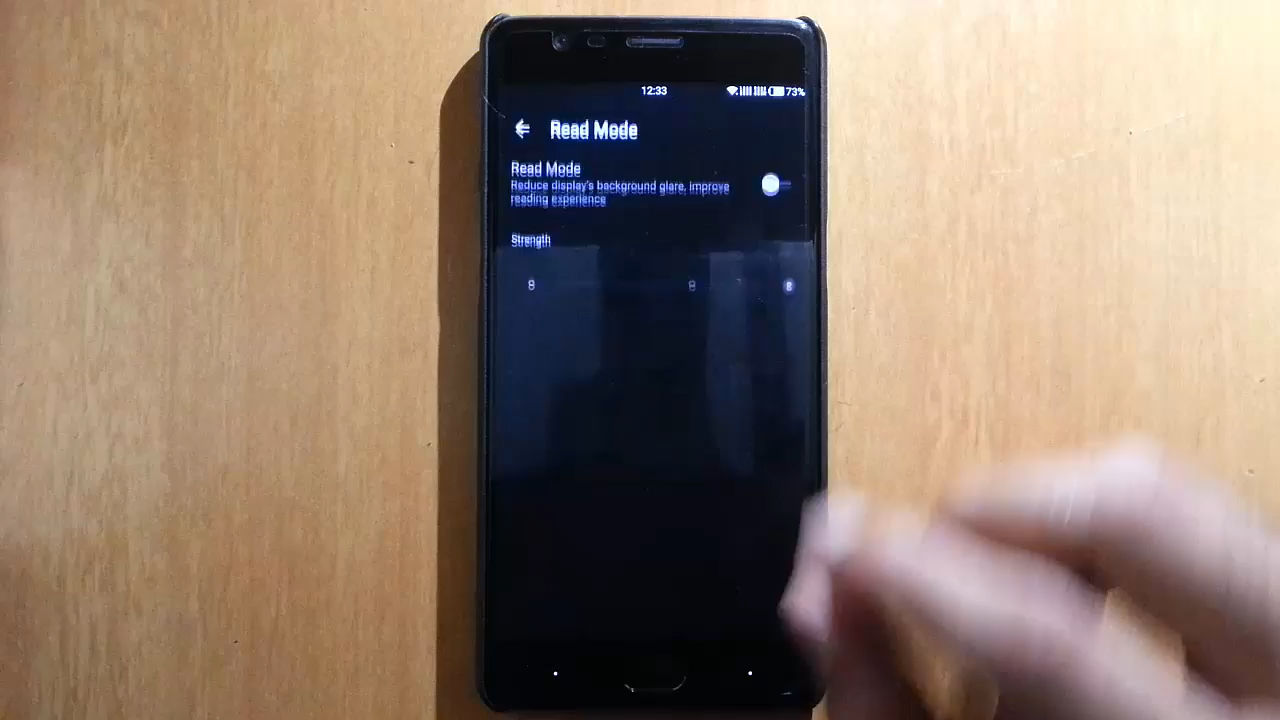 12:33 73%
Read Mode
Read Mode
Reduce display's background glare, improve
reading experience
Strength